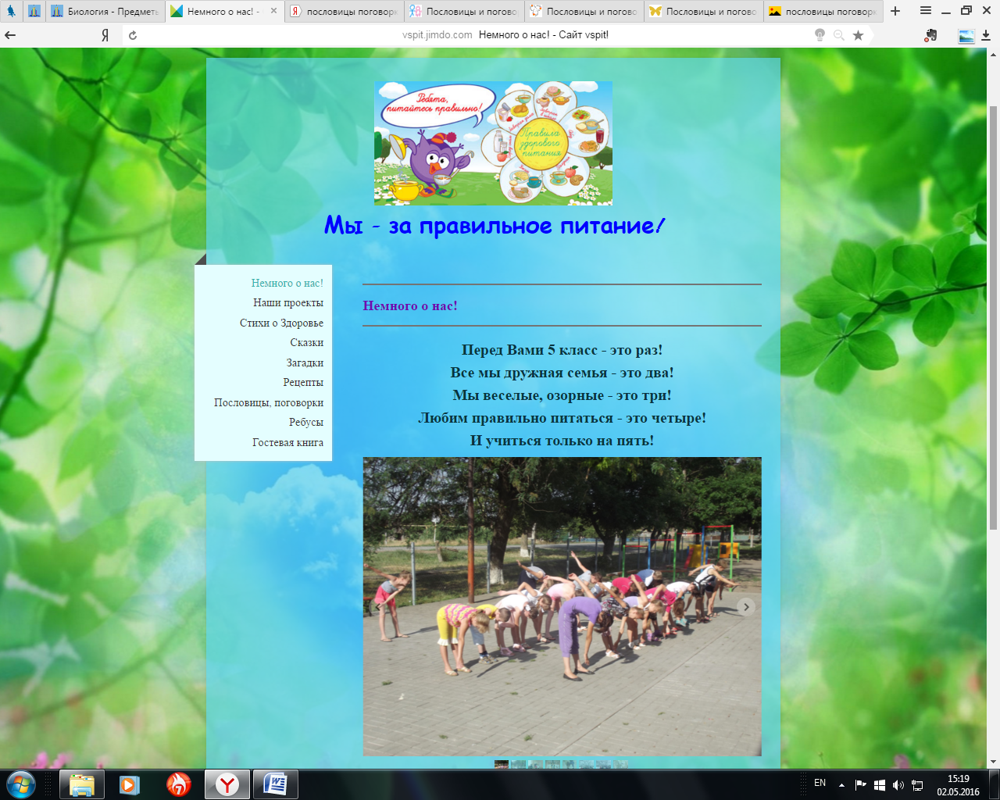 Биология - Предметы
Немного о нас! -
пословицы поговорк
Пословицы и погово
Пословицы и погово
Пословицы и погово
пословицы поговорк
Я
vspit.jimdo.com Немного о нас! - Сайт vspit!
Ребята,
питайтесь правильно!
Правила
здорового
питания
Мы - за правильное питание!
Немного о нас!
Наши проекты
Стихи о Здоровье
Сказки
Загадки
Рецепты
Пословицы, поговорки
Ребусы
Гостевая книга
Немного о нас!
Перед Вами 5 класс - это раз!
Все мы дружная семья - это два!
Мы веселые, озорные - это три!
Любим правильно питаться - это четыре!
И учиться только на пять!
EN
15:19
02.05.2016